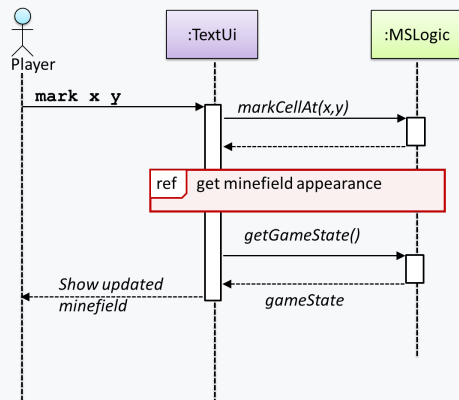 :TextUi
:MSLogic
Player
mark x y
markCellAt(x,y)
ref
get minefield appearance
getGameState()
Show updated
minefield
gameState